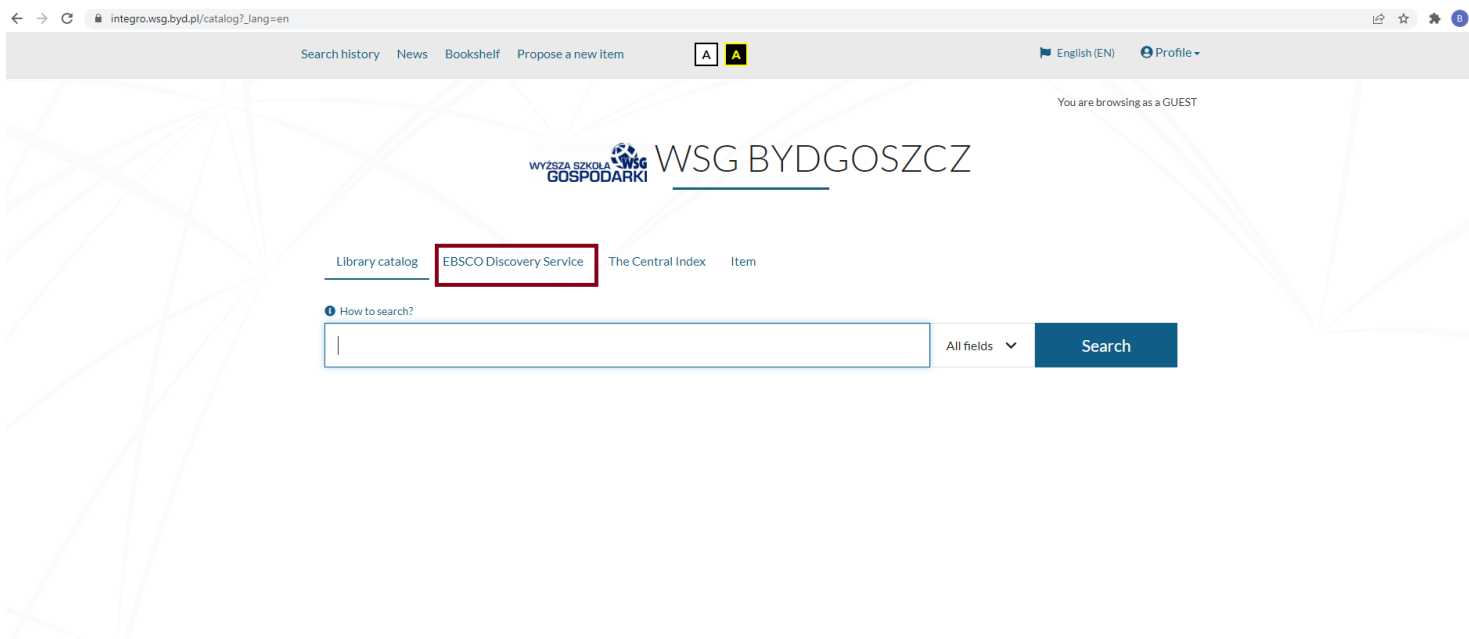 integro.wsg.byd.pl/catalog?_lang=en
B
Search history News Bookshelf Propose a new item A A English (EN) Profile
You are browsing as a GUEST
WYŻSZA SZKOŁA WSG
GOSPODARKI
WSG BYDGOSZCZ
Library catalog EBSCO Discovery Service The Central Index Item
How to search?
All fields Search